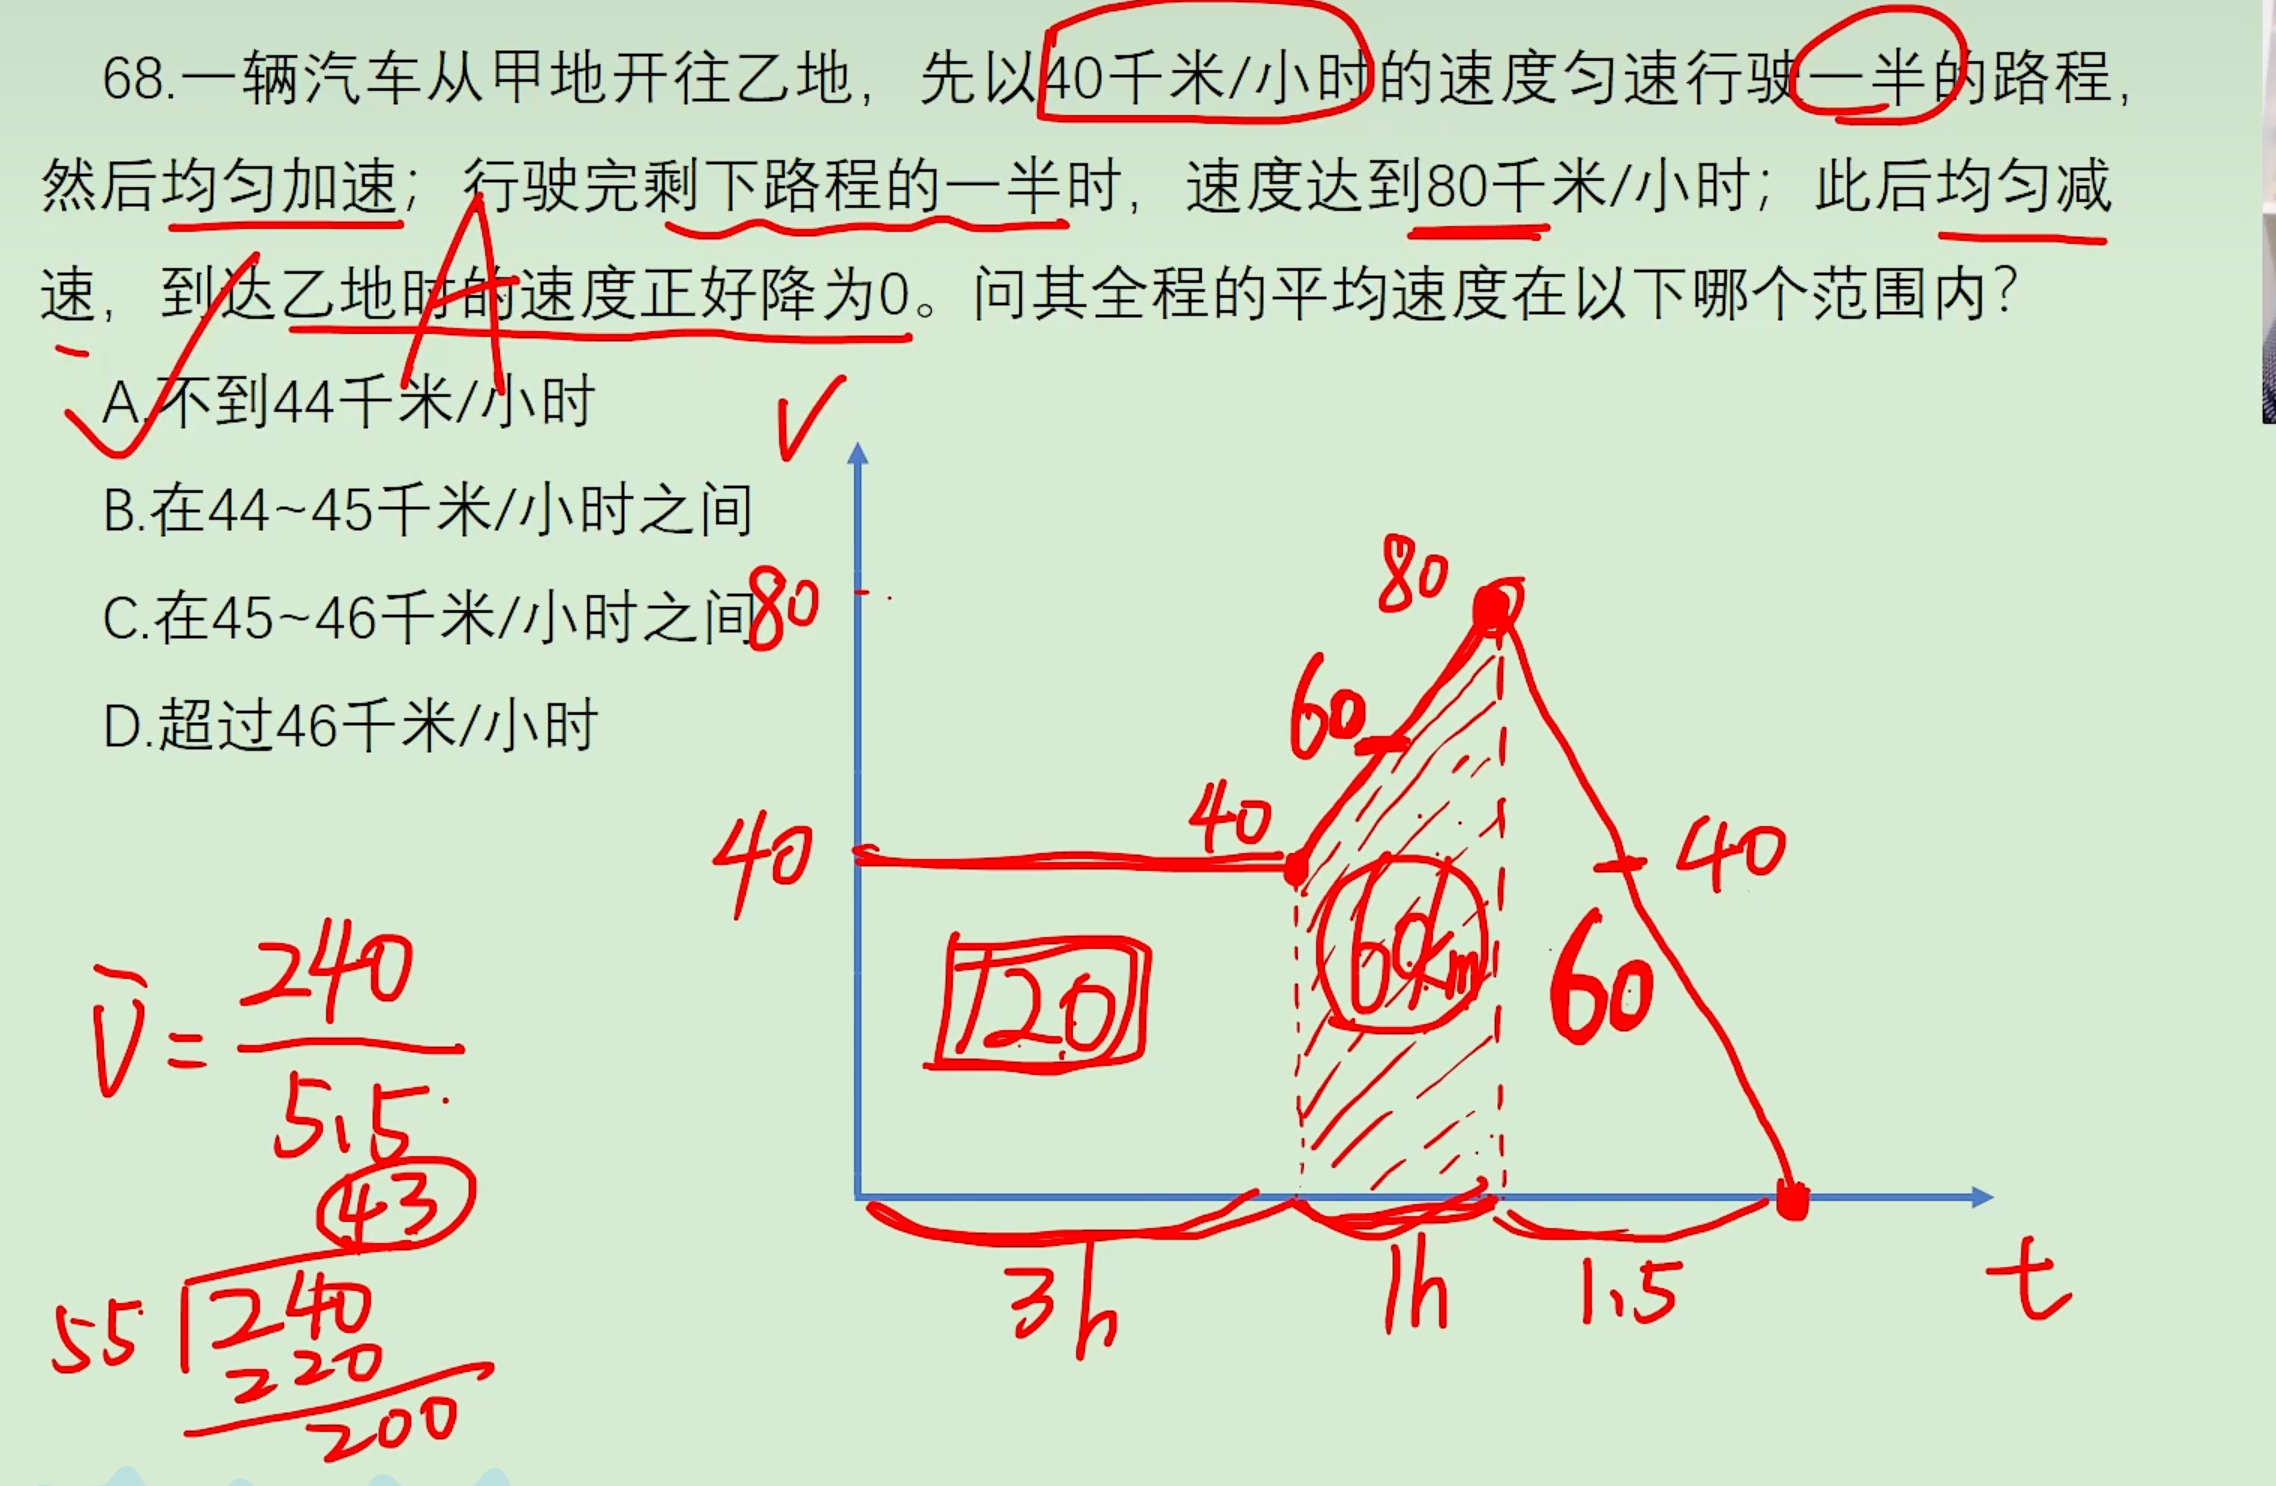 68.一辆汽车从甲地开往乙地，先以40千米/小时的速度匀速行驶一半的路程，
然后均匀加速；行驶完剩下路程的一半时，速度达到80千米/小时；此后均匀减
速，到达乙地时的速度正好降为0。问其全程的平均速度在以下哪个范围内？
A
A.不到44千米/小时
B.在44~45千米/小时之间
C.在45~46千米/小时之间
D.超过46千米/小时
V
80
80
60
40
40
40
120
60km
60
3h
1h
1.5
t
V̄=240/5.5
43
55
240
220
200